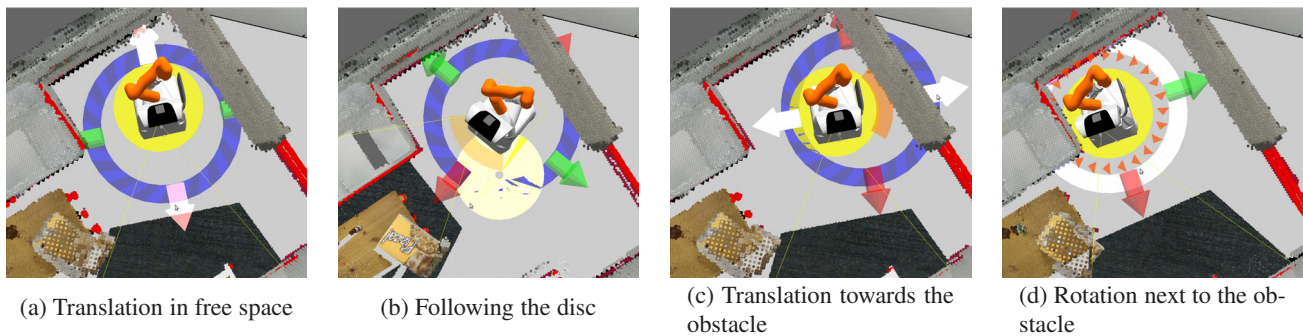 (a) Translation in free space
(b) Following the disc
(c) Translation towards the
obstacle
(d) Rotation next to the ob-
stacle